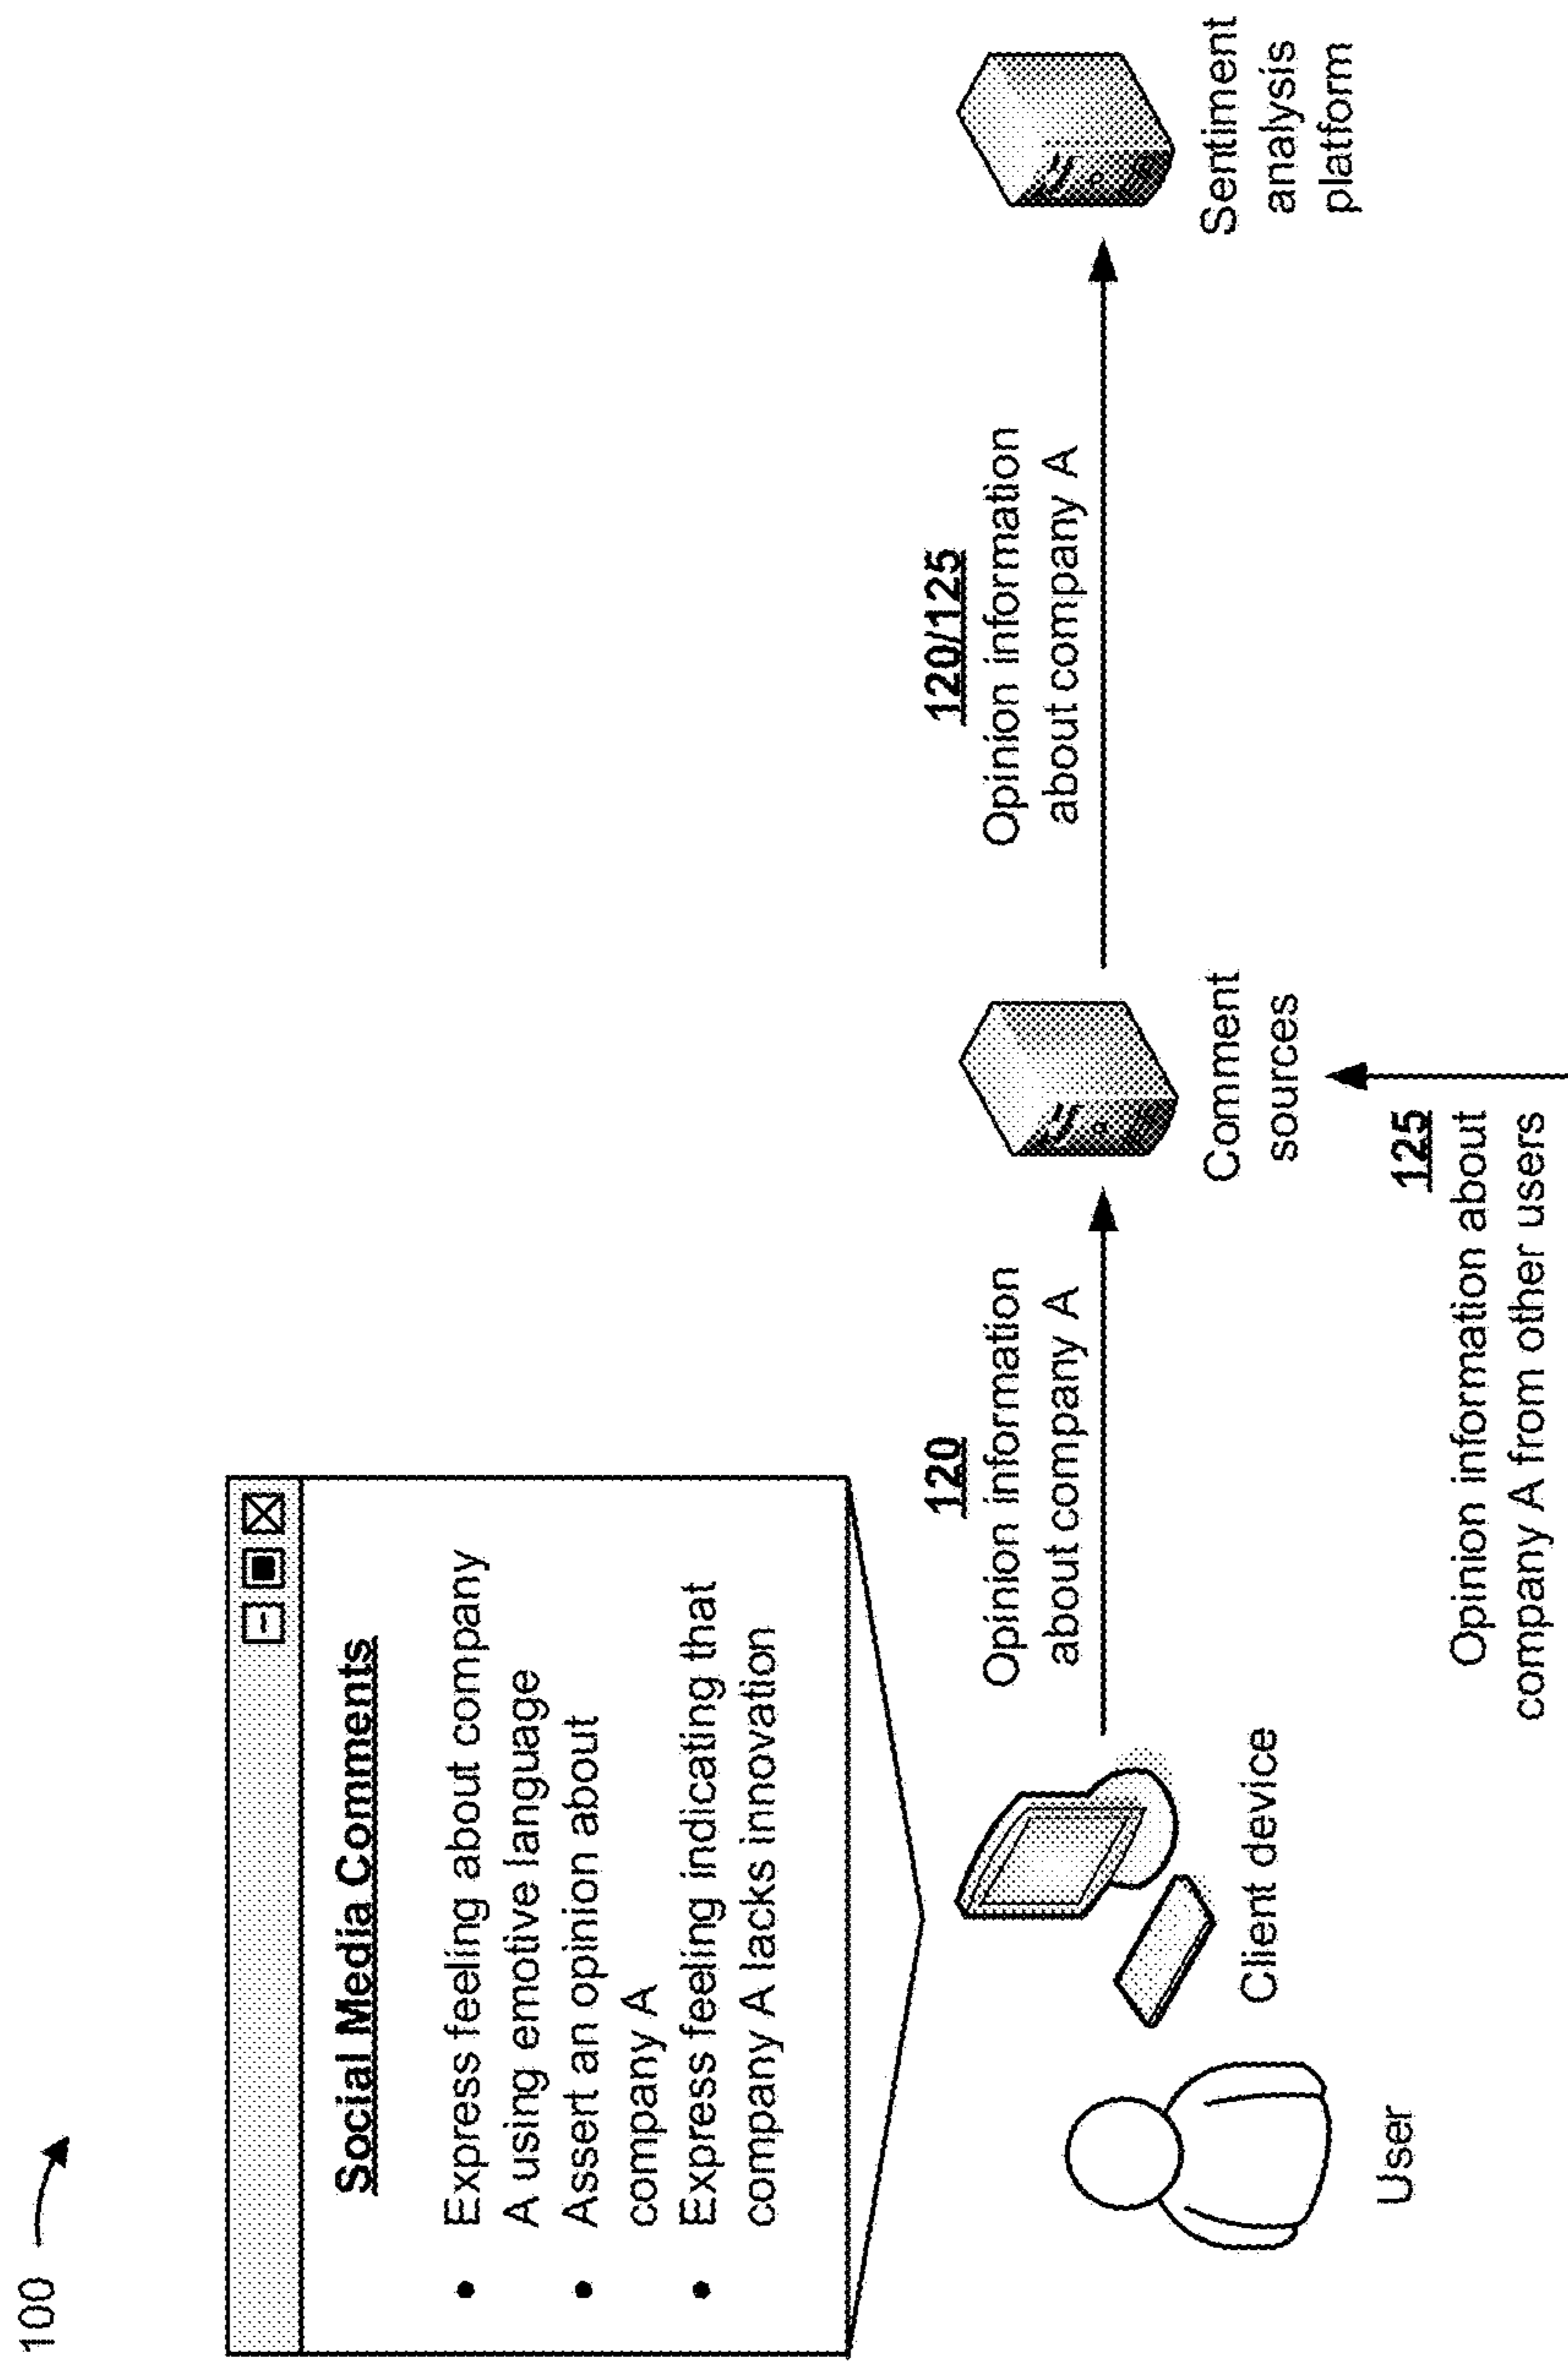 100
Social Media Comments
• Express feeling about company
A using emotive language
• Assert an opinion about
company A
• Express feeling indicating that
company A lacks innovation
User
Client device
120
Opinion information
about company A
Comment
sources
125
Opinion information about
company A from other users
120/125
Opinion information
about company A
Sentiment
analysis
platform